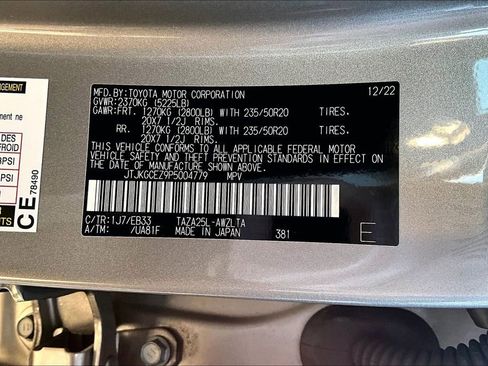 MFD.BY:TOYOTA MOTOR CORPORATION 12/22
GVWR:2370KG (5225LB)
GAWR:FRT. 1270KG (2800LB) WITH 235/50R20 TIRES.
20X7 1/2J RIMS.
RR. 1270KG (2800LB) WITH 235/50R20 TIRES.
20X7 1/2J RIMS.
THIS VEHICLE CONFORMS TO ALL APPLICABLE FEDERAL MOTOR
VEHICLE SAFETY AND THEFT PREVENTION STANDARDS IN EFFECT ON
THE DATE OF MANUFACTURE SHOWN ABOVE.
JTJKGCEZ9P5004779 MPV
C/TR:1J7/EB33 TAZA25L-AWZLTA
A/TM: /UA81F MADE IN JAPAN 381 E
DES
FROID
PSI
PSI
CE
78490